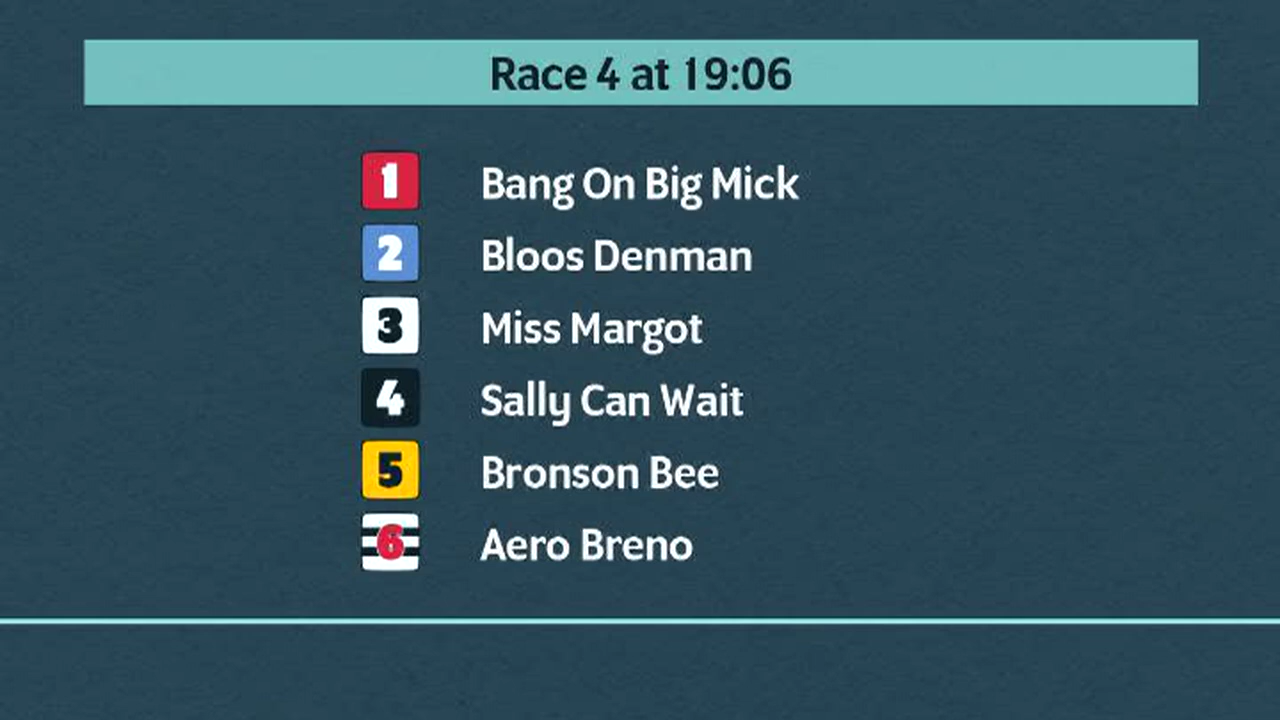 Race 4 at 19:06
1 Bang On Big Mick
2 Bloos Denman
3 Miss Margot
4 Sally Can Wait
5 Bronson Bee
6 Aero Breno